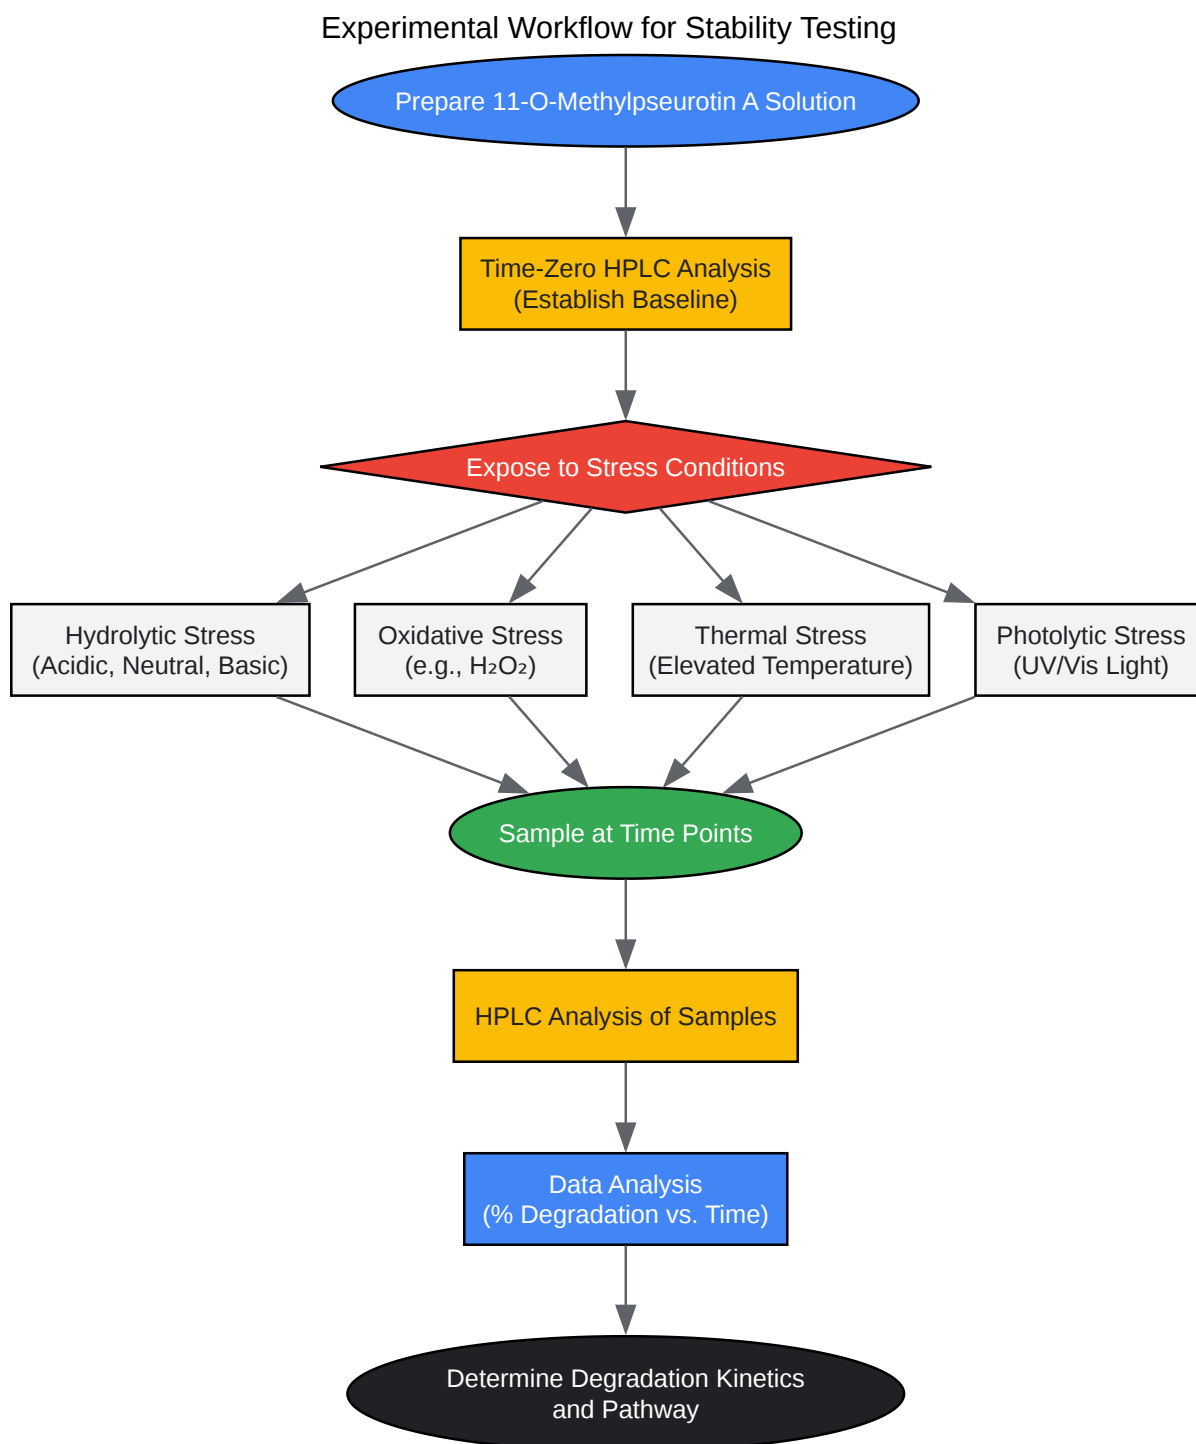 Experimental Workflow for Stability Testing
Prepare 11-O-Methylpseurotin A Solution
Time-Zero HPLC Analysis
(Establish Baseline)
Expose to Stress Conditions
Hydrolytic Stress
(Acidic, Neutral, Basic)
Oxidative Stress
(e.g., H₂O₂)
Thermal Stress
(Elevated Temperature)
Photolytic Stress
(UV/Vis Light)
Sample at Time Points
HPLC Analysis of Samples
Data Analysis
(% Degradation vs. Time)
Determine Degradation Kinetics
and Pathway